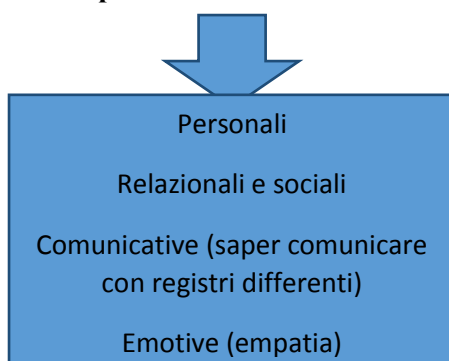 Personali
Relazionali e sociali
Comunicative (saper comunicare
con registri differenti)
Emotive (empatia)